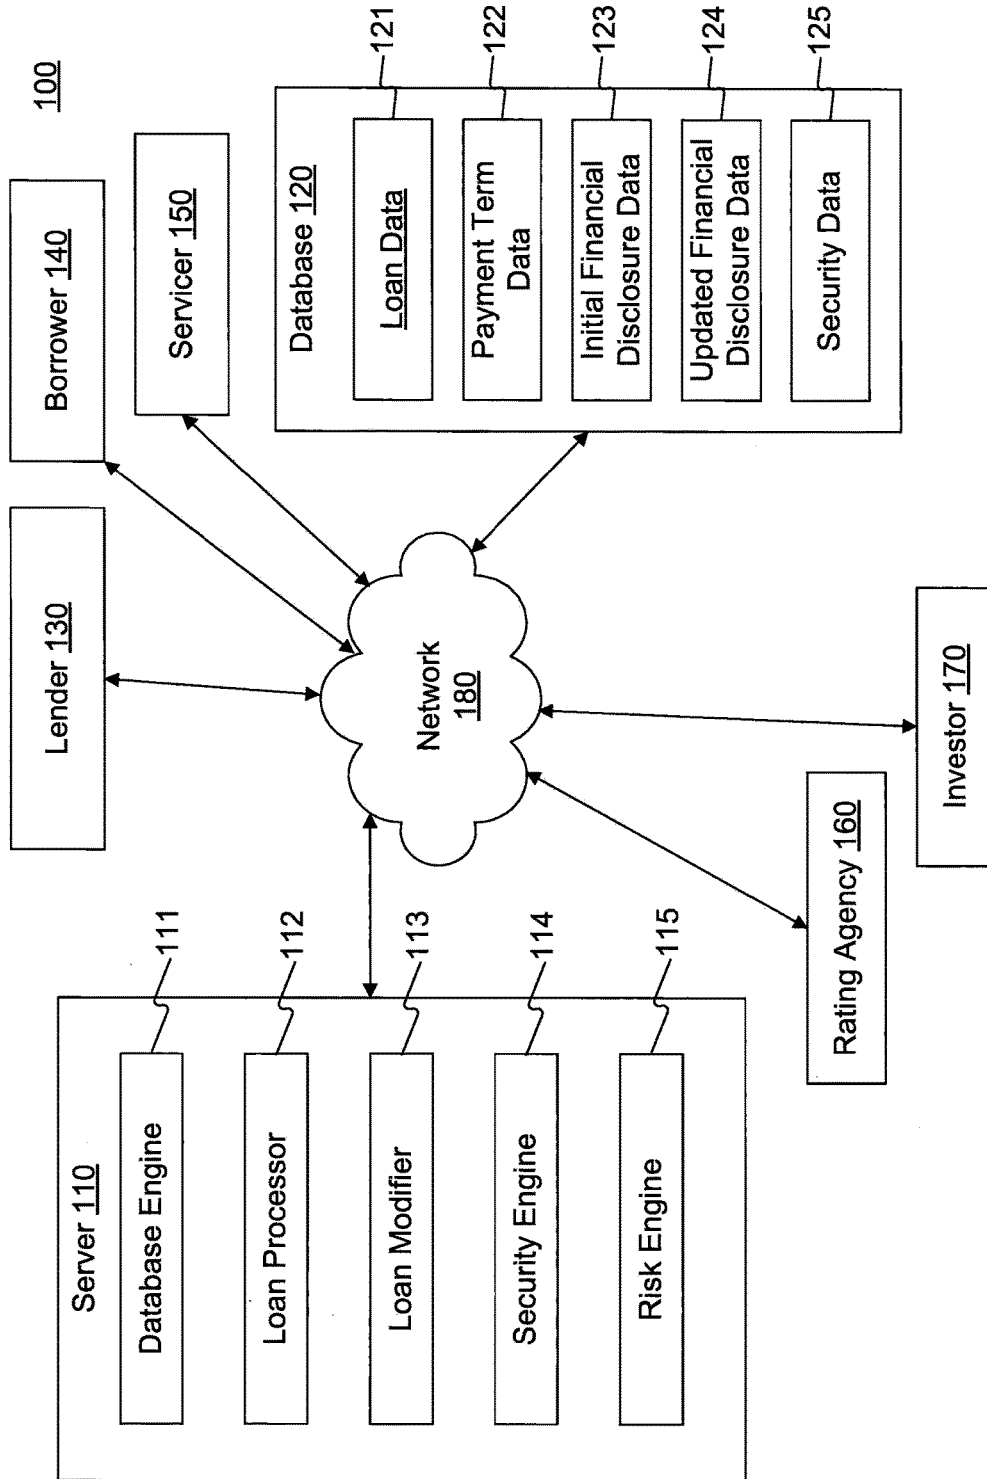 100
Server 110
Database Engine
111
Loan Processor
112
Loan Modifier
113
Security Engine
114
Risk Engine
115
Lender 130
Borrower 140
Servicer 150
Network
180
Database 120
Loan Data
121
Payment Term
Data
122
Initial Financial
Disclosure Data
123
Updated Financial
Disclosure Data
124
Security Data
125
Rating Agency 160
Investor 170